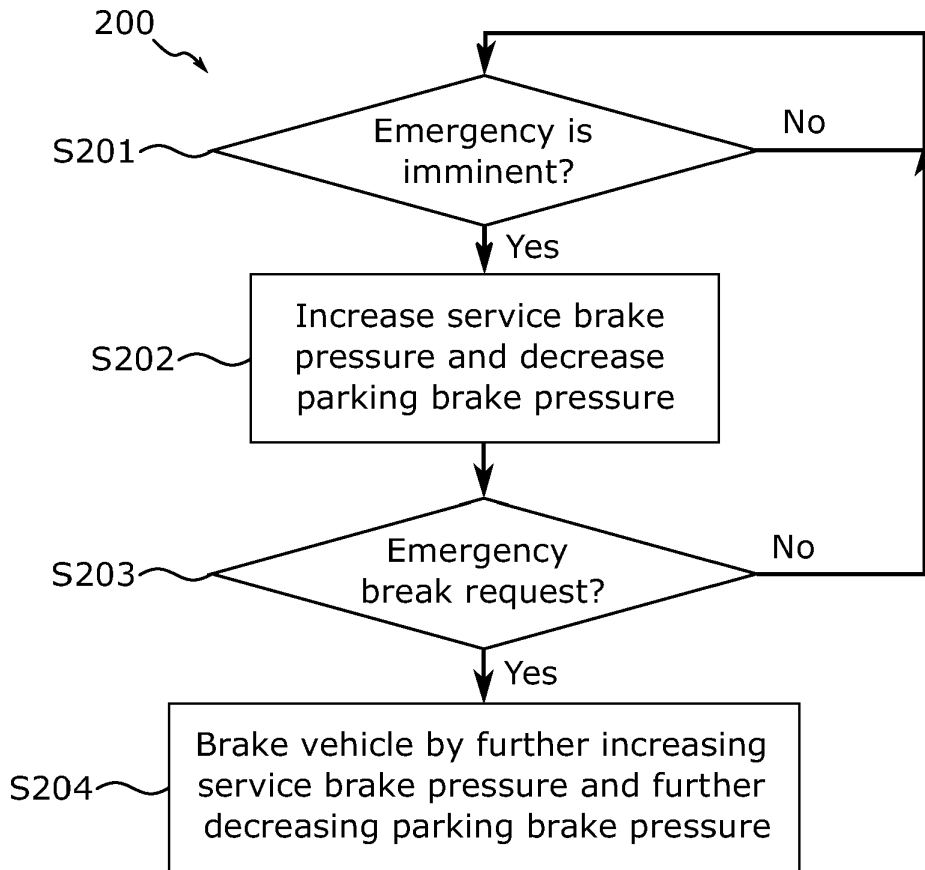 200
S201
Emergency is
imminent?
No
Yes
S202
Increase service brake
pressure and decrease
parking brake pressure
S203
Emergency
break request?
No
Yes
S204
Brake vehicle by further increasing
service brake pressure and further
decreasing parking brake pressure